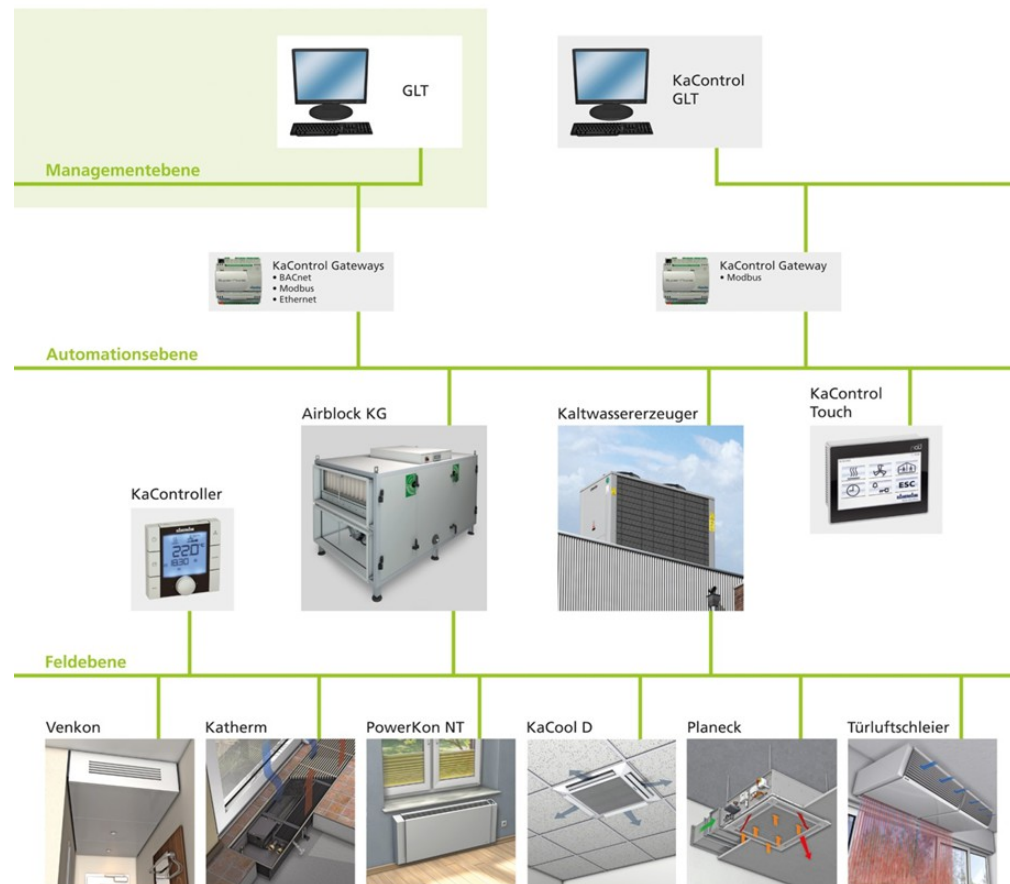 GLT
KaControl
GLT
Managementebene
KaControl Gateways
• BACnet
• Modbus
• Ethernet
KaControl Gateway
• Modbus
Automationsebene
Airblock KG
Kaltwassererzeuger
KaControl
Touch
KaController
ESC
Feldebene
Venkon
Katherm
PowerKon NT
KaCool D
Planeck
Türluftschleier